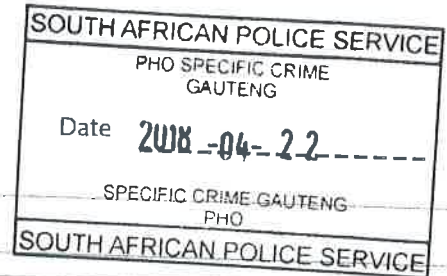 SOUTH AFRICAN POLICE SERVICE
PHO SPECIFIC CRIME
GAUTENG
Date -04- 22
SPECIFIC CRIME GAUTENG
PHO
SOUTH AFRICAN POLICE SERVICE